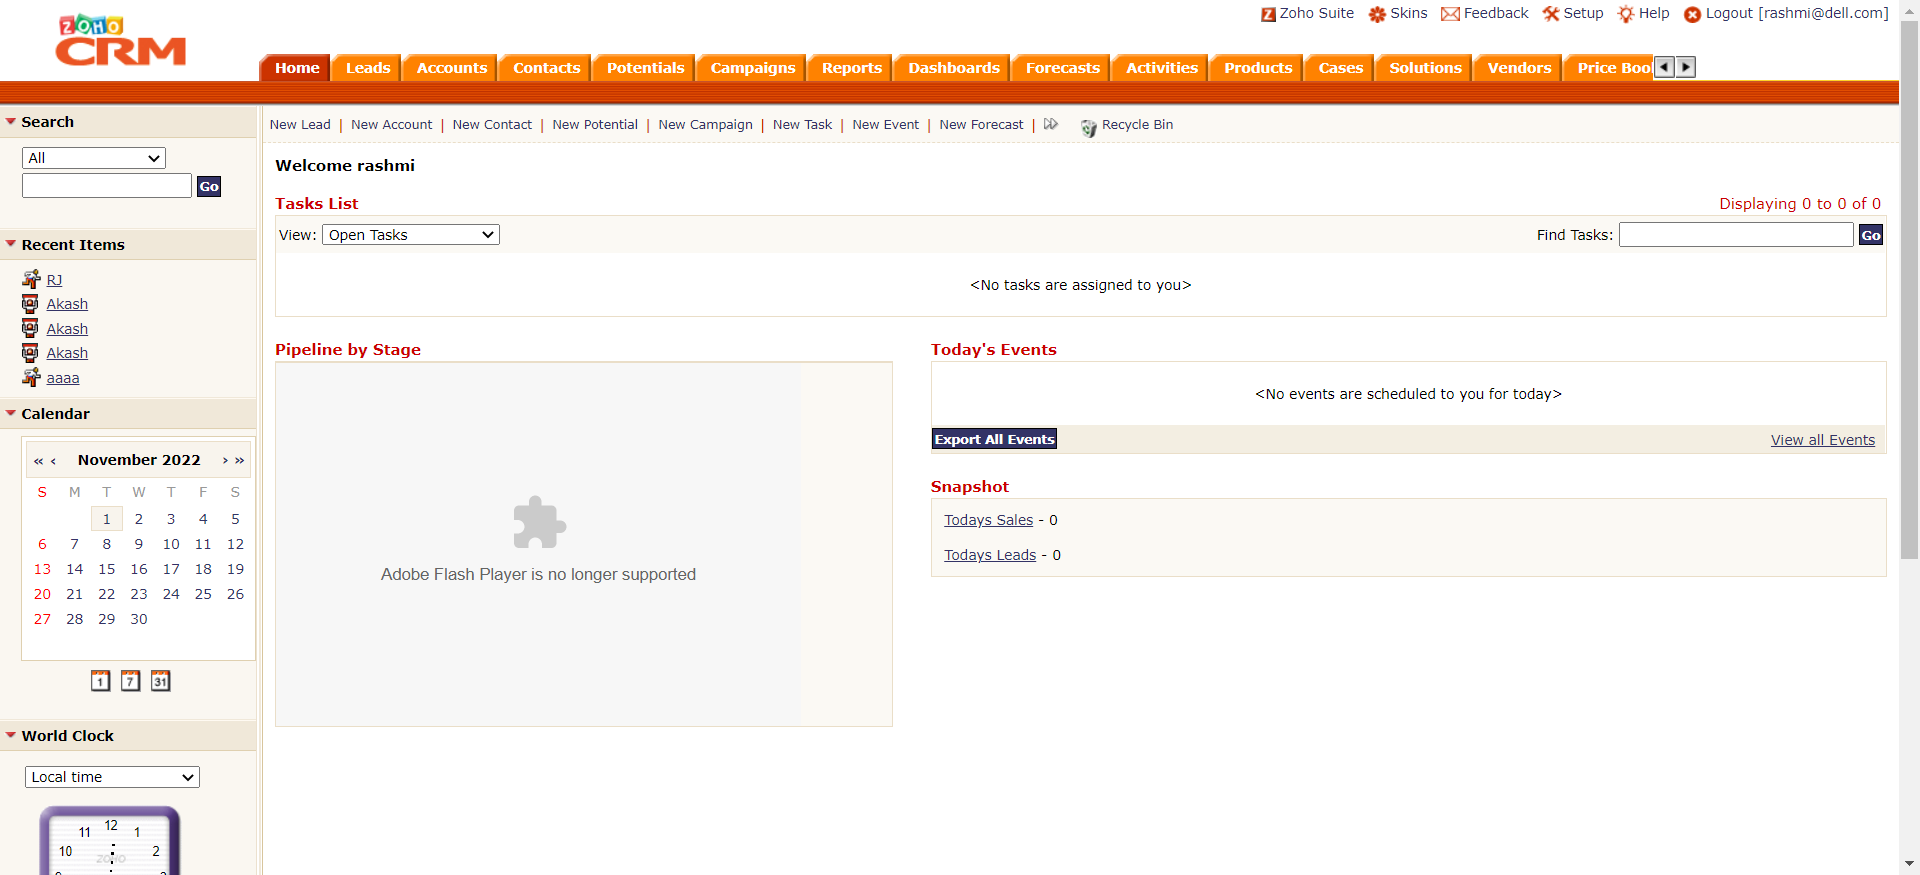 ZOHO
CRM
Zoho Suite Skins Feedback Setup Help Logout [rashmi@dell.com]
Home Leads Accounts Contacts Potentials Campaigns Reports Dashboards Forecasts Activities Products Cases Solutions Vendors Price Boo
New Lead | New Account | New Contact | New Potential | New Campaign | New Task | New Event | New Forecast | Recycle Bin
Search
All
Go
Recent Items
RJ
Akash
Akash
Akash
aaaa
Calendar
« ‹ November 2022 › »
S M T W T F S
1 2 3 4 5
6 7 8 9 10 11 12
13 14 15 16 17 18 19
20 21 22 23 24 25 26
27 28 29 30
1 7 31
World Clock
Local time
11 12 1
10 ZOHO 2
Welcome rashmi
Tasks List Displaying 0 to 0 of 0
View: Open Tasks Find Tasks: Go
<No tasks are assigned to you>
Pipeline by Stage
Adobe Flash Player is no longer supported
Today's Events
<No events are scheduled to you for today>
Export All Events View all Events
Snapshot
Todays Sales - 0
Todays Leads - 0